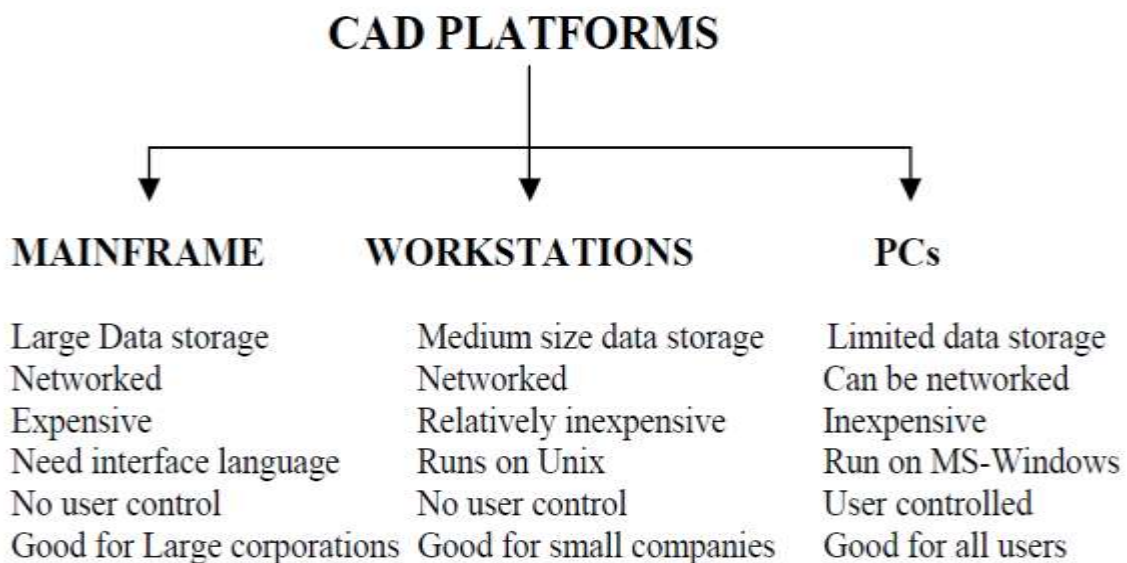 CAD PLATFORMS
MAINFRAME
Large Data storage
Networked
Expensive
Need interface language
No user control
Good for Large corporations
WORKSTATIONS
Medium size data storage
Networked
Relatively inexpensive
Runs on Unix
No user control
Good for small companies
PCs
Limited data storage
Can be networked
Inexpensive
Run on MS-Windows
User controlled
Good for all users